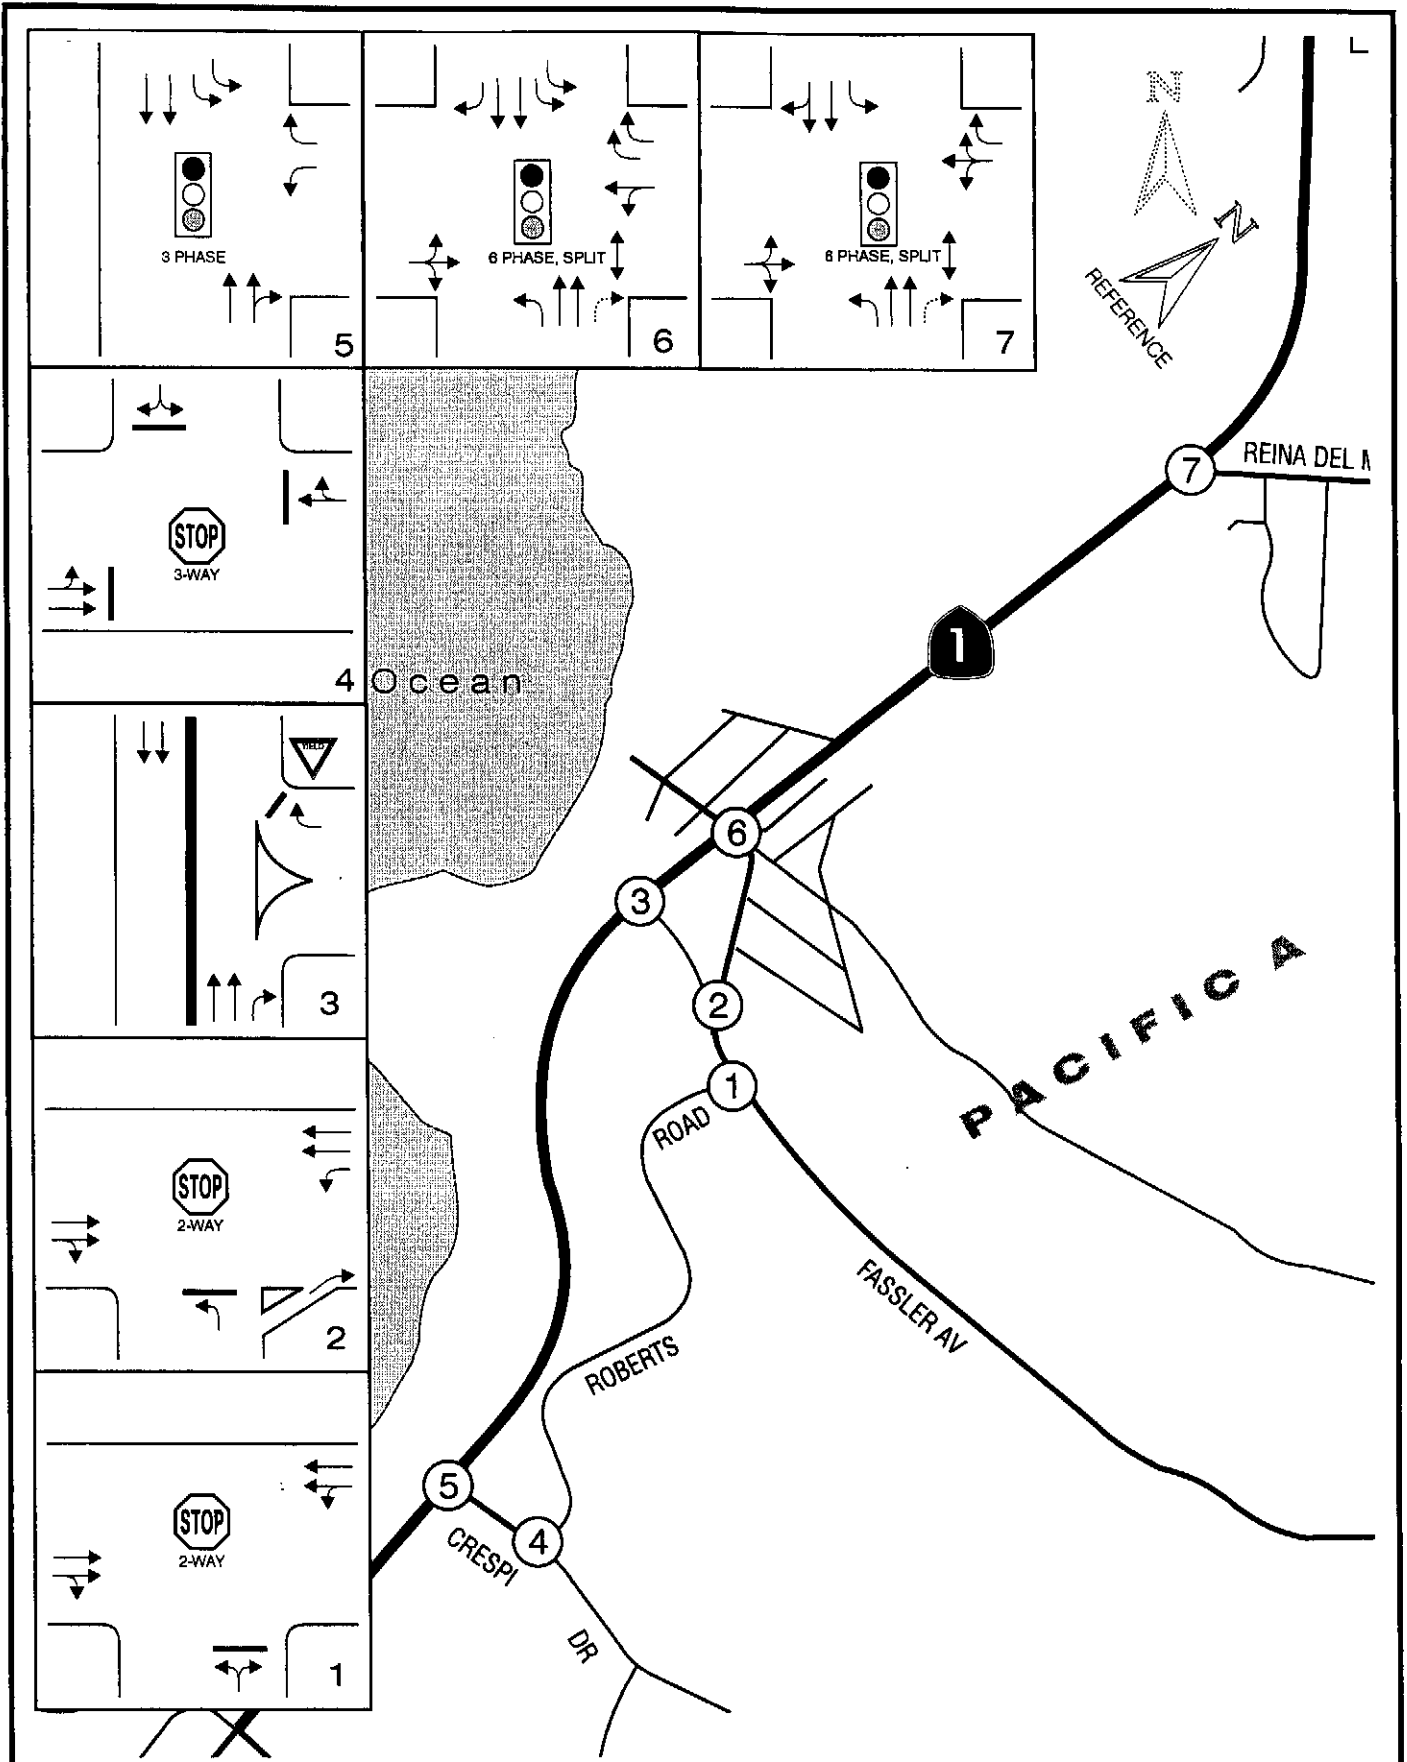 N
N
REFERENCE
3 PHASE
5
6 PHASE, SPLIT
6
6 PHASE, SPLIT
7
STOP
3-WAY
4
Ocean
YIELD
3
STOP
2-WAY
2
STOP
2-WAY
1
7
REINA DEL
1
6
3
2
1
ROAD
PACIFICA
FASSLER AV
ROBERTS
5
4
CRESPI
DR